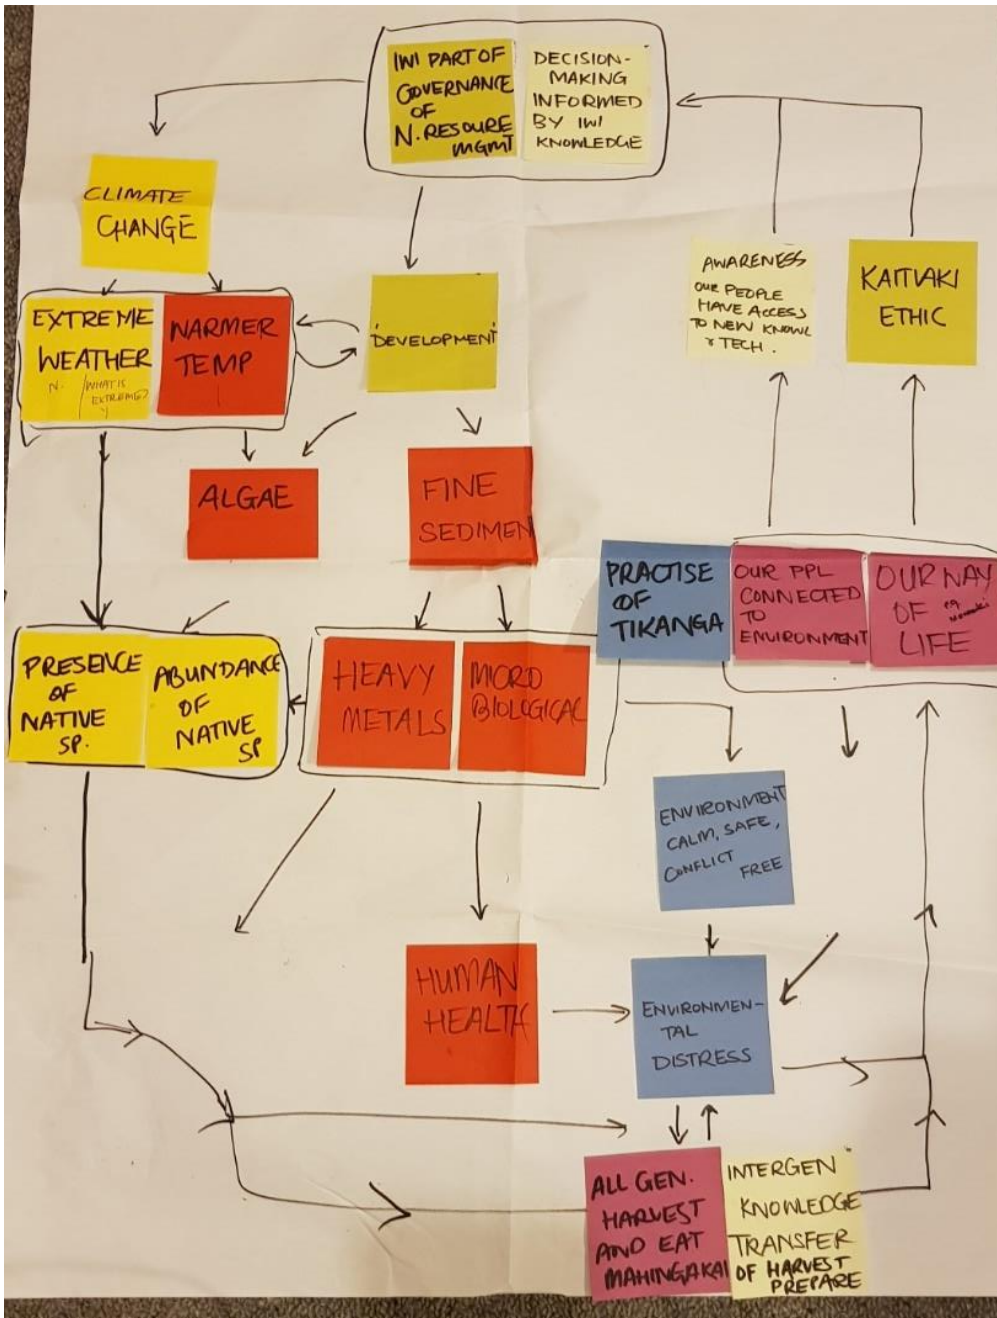 IWI PART OF
GOVERNANCE
OF
N. RESOURE
MGMT
DECISION-
MAKING
INFORMED
BY IWI
KNOWLEDGE
CLIMATE
CHANGE
EXTREME
WEATHER
N.
WHAT IS
EXTREME?
WARMER
TEMP
'DEVELOPMENT'
AWARENESS
OUR PEOPLE
HAVE ACCESS
TO NEW KNOWL
& TECH.
KAITIAKI
ETHIC
ALGAE
FINE
SEDIMEN
PRACTISE
OF
TIKANGA
OUR PPL
CONNECTED
TO
ENVIRONMENT
OUR WAY
OF eg
LIFE
PRESENCE
OF
NATIVE
SP.
ABUNDANCE
OF
NATIVE
SP
HEAVY
METALS
MICRO
BIOLOGICAL
ENVIRONMENT
CALM, SAFE,
CONFLICT FREE
HUMAN
HEALTH
ENVIRONMEN-
TAL
DISTRESS
ALL GEN.
HARVEST
AND EAT
MAHINGAKAI
INTERGEN
KNOWLEDGE
TRANSFER
OF HARVEST
PREPARE